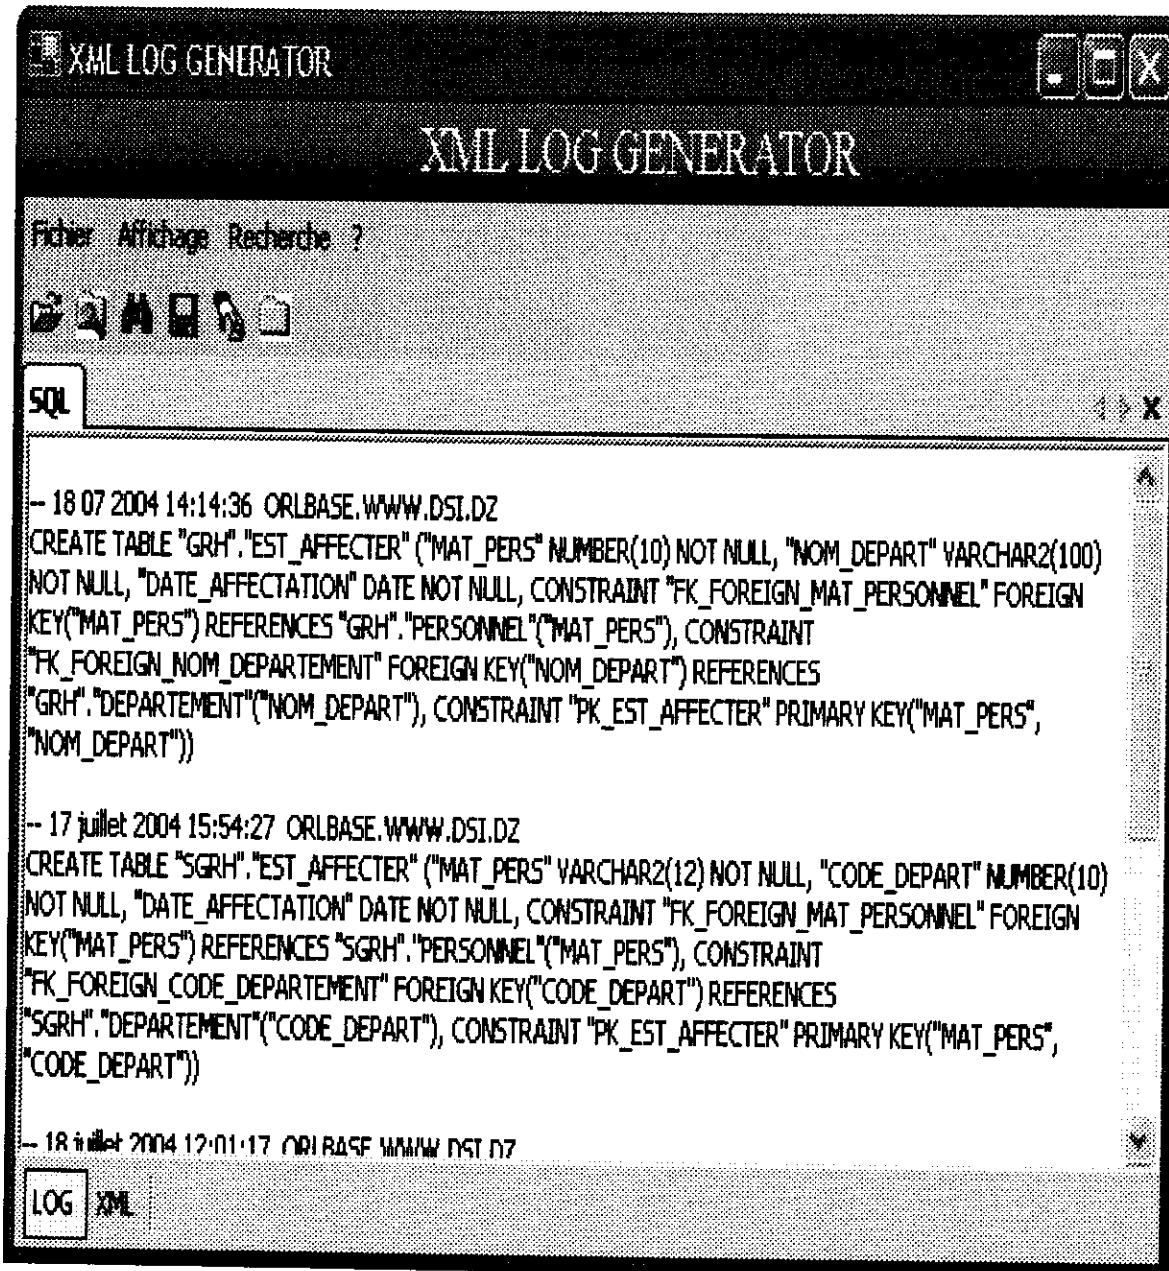 XML LOG GENERATOR
XML LOG GENERATOR
Fichier Affichage Recherche ?
SQL
X
-- 18 07 2004 14:14:36 ORLBASE.WWW.DSI.DZ
CREATE TABLE "GRH"."EST_AFFECTER" ("MAT_PERS" NUMBER(10) NOT NULL, "NOM_DEPART" VARCHAR2(100)
NOT NULL, "DATE_AFFECTATION" DATE NOT NULL, CONSTRAINT "FK_FOREIGN_MAT_PERSONNEL" FOREIGN
KEY("MAT_PERS") REFERENCES "GRH"."PERSONNEL"("MAT_PERS"), CONSTRAINT
"FK_FOREIGN_NOM_DEPARTEMENT" FOREIGN KEY("NOM_DEPART") REFERENCES
"GRH"."DEPARTEMENT"("NOM_DEPART"), CONSTRAINT "PK_EST_AFFECTER" PRIMARY KEY("MAT_PERS",
"NOM_DEPART"))
-- 17 juillet 2004 15:54:27 ORLBASE.WWW.DSI.DZ
CREATE TABLE "SGRH"."EST_AFFECTER" ("MAT_PERS" VARCHAR2(12) NOT NULL, "CODE_DEPART" NUMBER(10)
NOT NULL, "DATE_AFFECTATION" DATE NOT NULL, CONSTRAINT "FK_FOREIGN_MAT_PERSONNEL" FOREIGN
KEY("MAT_PERS") REFERENCES "SGRH"."PERSONNEL"("MAT_PERS"), CONSTRAINT
"FK_FOREIGN_CODE_DEPARTEMENT" FOREIGN KEY("CODE_DEPART") REFERENCES
"SGRH"."DEPARTEMENT"("CODE_DEPART"), CONSTRAINT "PK_EST_AFFECTER" PRIMARY KEY("MAT_PERS",
"CODE_DEPART"))
-- 18 juillet 2004 12:01:17 ORLBASE.WWW.DSI.DZ
LOG XML